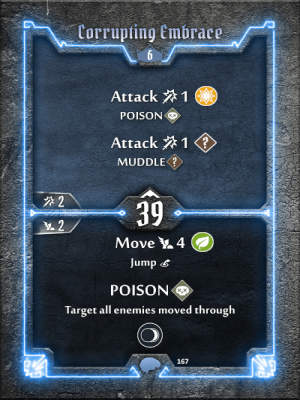 Corrupting Embrace
6
Attack 1
POISON
Attack 1
MUDDLE
2
39
2
Move 4
Jump
POISON
Target all enemies moved through
167